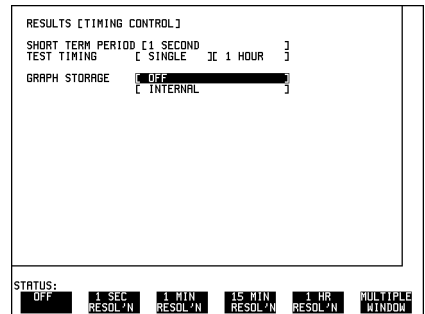 RESULTS [TIMING CONTROL]
SHORT TERM PERIOD [1 SECOND ]
TEST TIMING [ SINGLE ][ 1 HOUR ]
GRAPH STORAGE [ OFF ]
[ INTERNAL ]
STATUS:
OFF 1 SEC 1 MIN 15 MIN 1 HR MULTIPLE
RESOL'N RESOL'N RESOL'N RESOL'N WINDOW